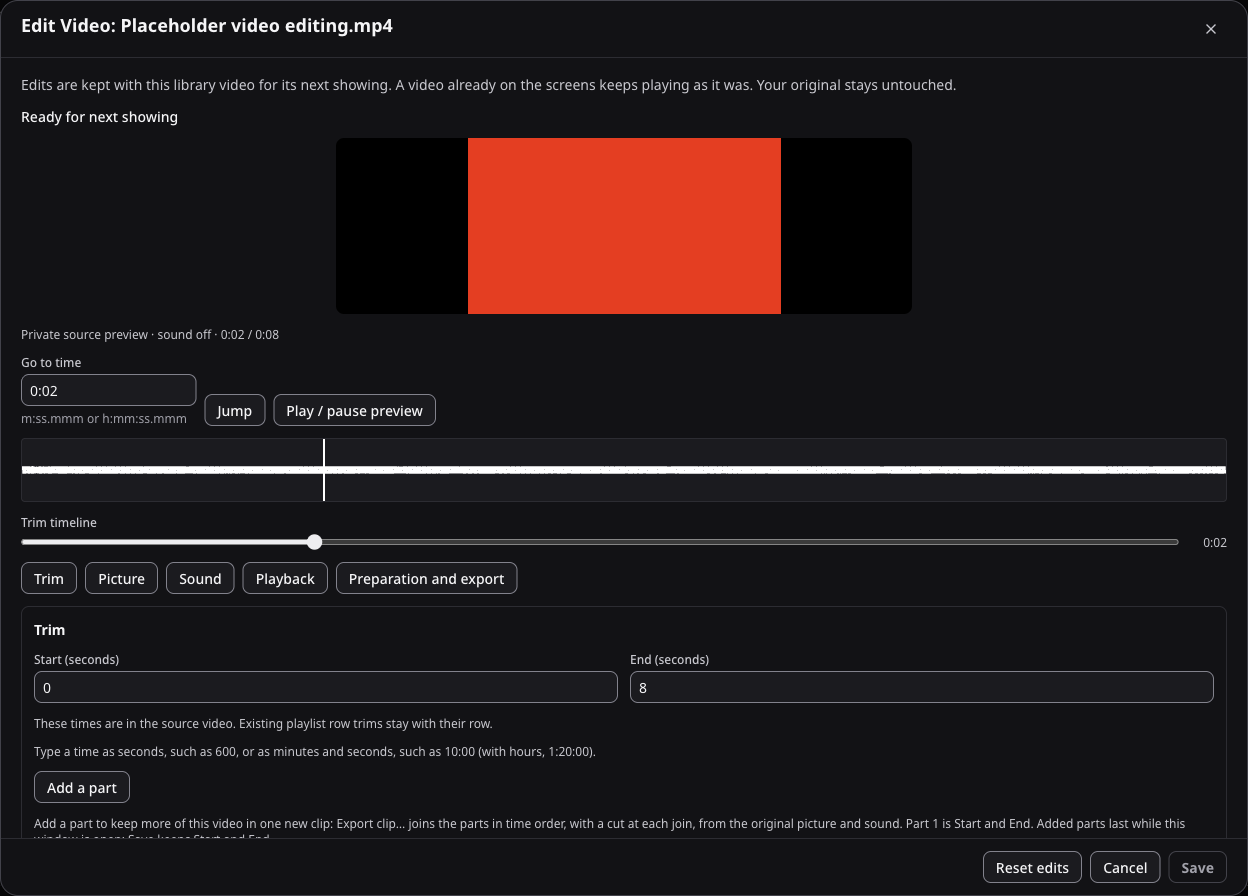 Edit Video: Placeholder video editing.mp4
Edits are kept with this library video for its next showing. A video already on the screens keeps playing as it was. Your original stays untouched.
Ready for next showing
Private source preview · sound off · 0:02 / 0:08
Go to time
0:02
m:ss.mmm or h:mm:ss.mmm
Jump
Play / pause preview
Trim timeline
0:02
Trim
Picture
Sound
Playback
Preparation and export
Trim
Start (seconds)
End (seconds)
0
8
These times are in the source video. Existing playlist row trims stay with their row.
Type a time as seconds, such as 600, or as minutes and seconds, such as 10:00 (with hours, 1:20:00).
Add a part
Add a part to keep more of this video in one new clip: Export clip... joins the parts in time order, with a cut at each join, from the original picture and sound. Part 1 is Start and End. Added parts last while this
Reset edits
Cancel
Save